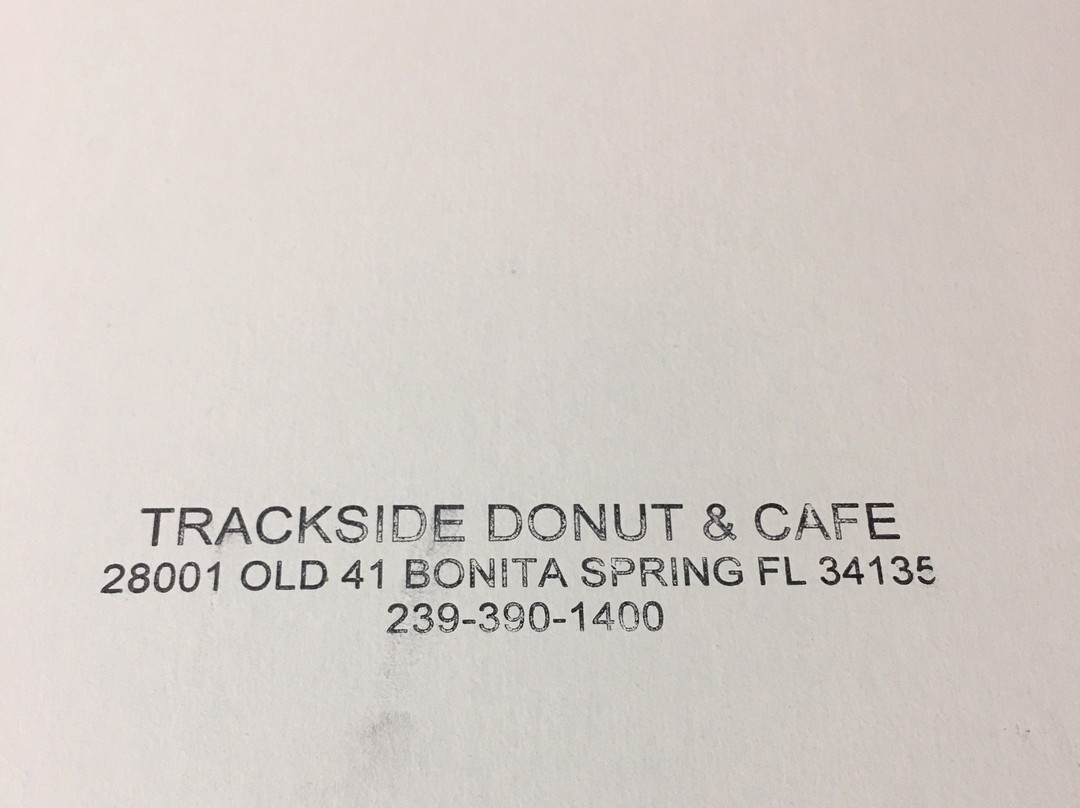 TRACKSIDE DONUT & CAFE
28001 OLD 41 BONITA SPRING FL 34135
239-390-1400